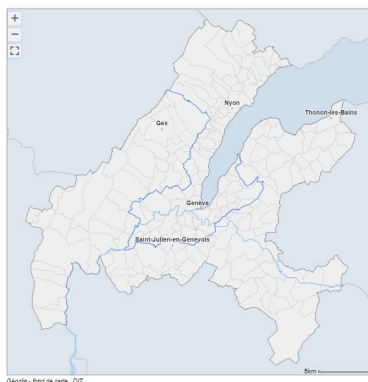 +
−
Nyon
Thonon-les-Bains
Gex
Genève
Saint-Julien-en-Genevois
5km
Géoclip - fond de carte : DIT